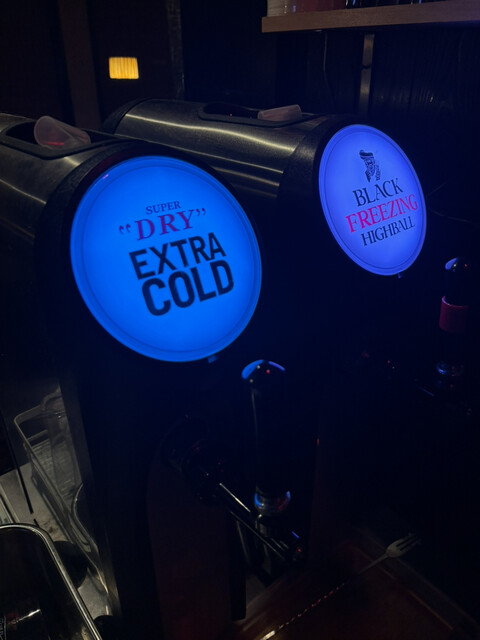 SUPER
"DRY"
EXTRA
COLD
BLACK
FREEZING
HIGHBALL